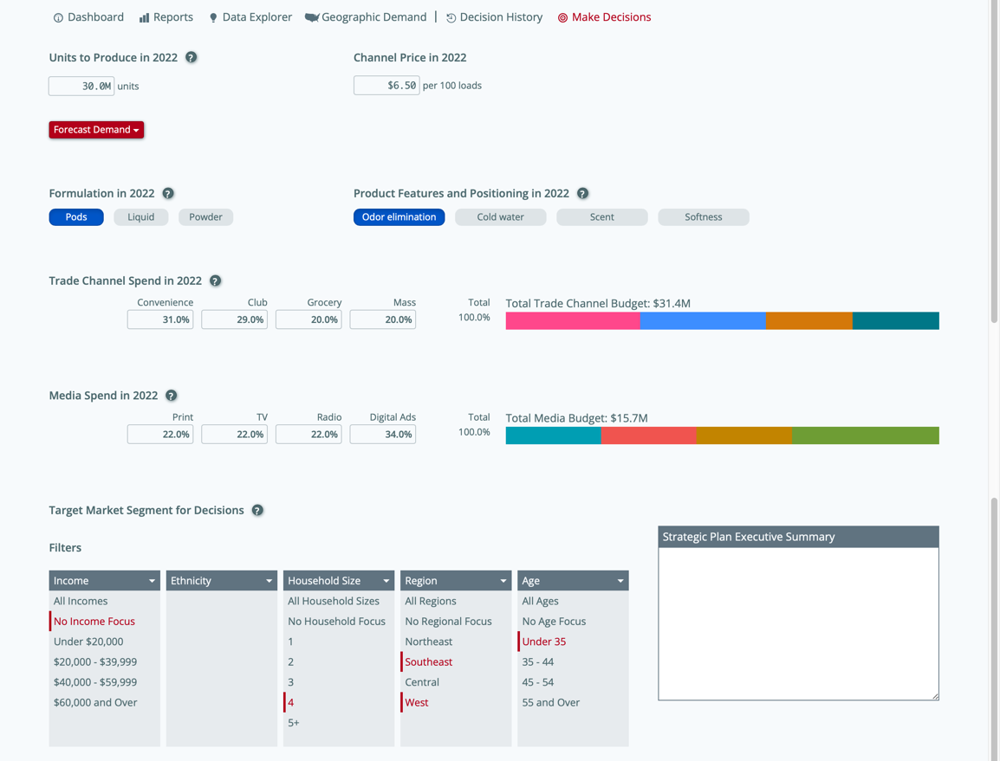 Dashboard Reports Data Explorer Geographic Demand | Decision History Make Decisions
Units to Produce in 2022 ? Channel Price in 2022
30.0M units $6.50 per 100 loads
Forecast Demand
Formulation in 2022 ? Product Features and Positioning in 2022 ?
Pods Liquid Powder Odor elimination Cold water Scent Softness
Trade Channel Spend in 2022 ?
Convenience Club Grocery Mass Total Total Trade Channel Budget: $31.4M
31.0% 29.0% 20.0% 20.0% 100.0%
Media Spend in 2022 ?
Print TV Radio Digital Ads Total Total Media Budget: $15.7M
22.0% 22.0% 22.0% 34.0% 100.0%
Target Market Segment for Decisions ?
Strategic Plan Executive Summary
Filters
Income Ethnicity Household Size Region Age
All Incomes All Household Sizes All Regions All Ages
No Income Focus No Household Focus No Regional Focus No Age Focus
Under $20,000 1 Northeast Under 35
$20,000 - $39,999 2 Southeast 35 - 44
$40,000 - $59,999 3 Central 45 - 54
$60,000 and Over 4 West 55 and Over
5+